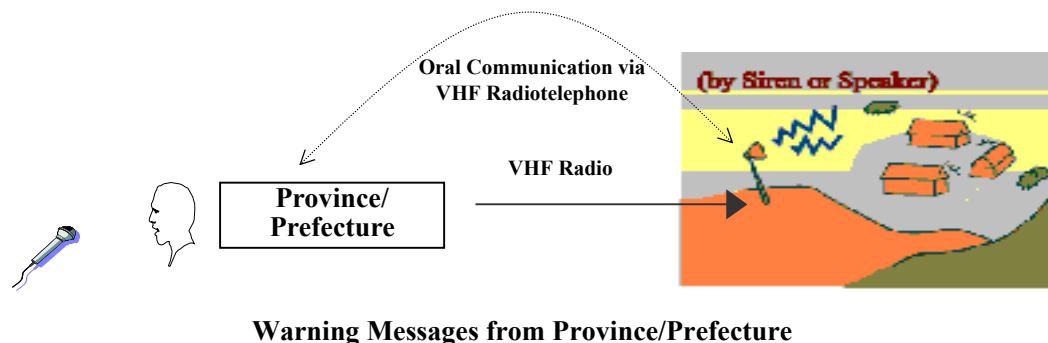 Oral Communication via
VHF Radiotelephone
(by Siren or Speaker)
VHF Radio
Province/
Prefecture
Warning Messages from Province/Prefecture